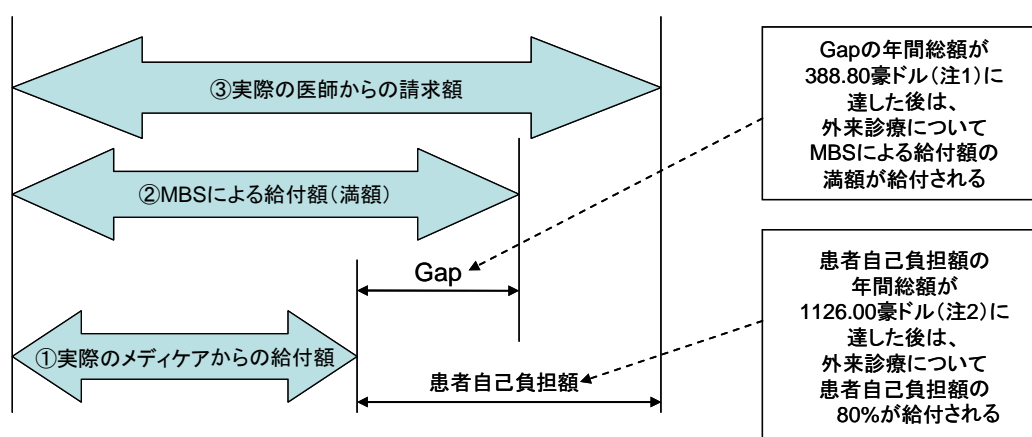 ③実際の医師からの請求額
②MBSによる給付額(満額)
Gap
①実際のメディケアからの給付額
患者自己負担額
Gapの年間総額が
388.80豪ドル(注1)に
達した後は、
外来診療について
MBSによる給付額の
満額が給付される
患者自己負担額の
年間総額が
1126.00豪ドル(注2)に
達した後は、
外来診療について
患者自己負担額の
80%が給付される